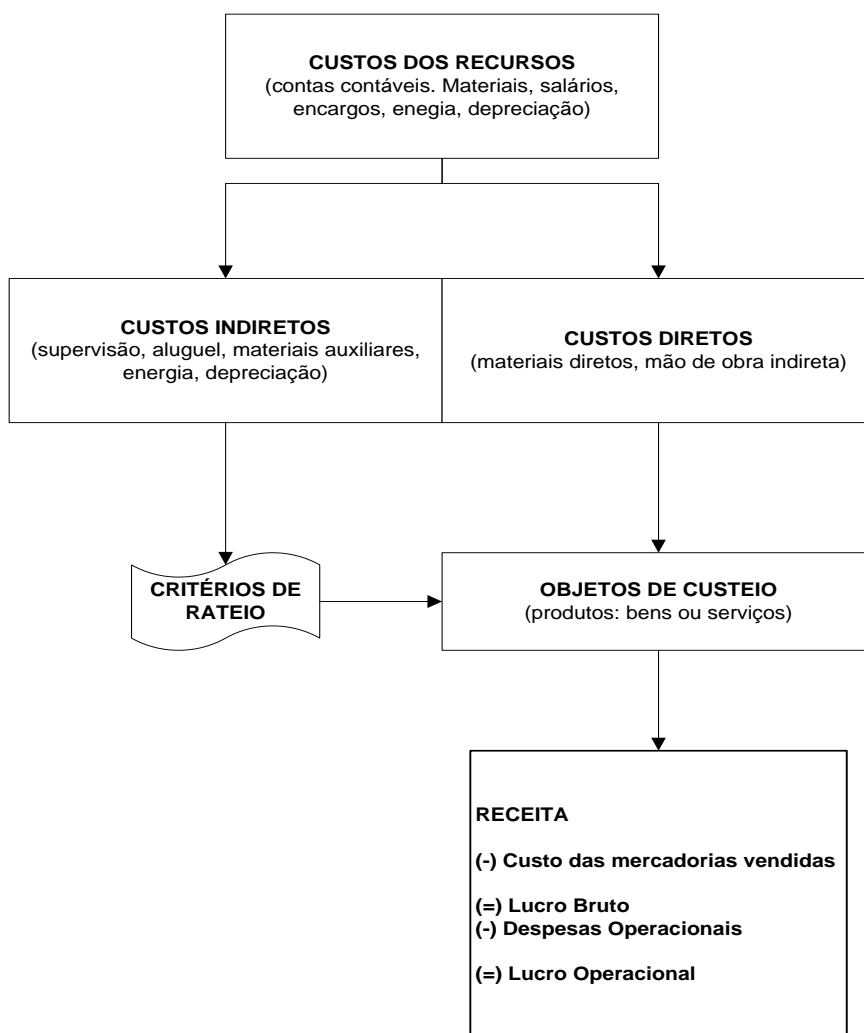 CUSTOS DOS RECURSOS
(contas contáveis. Materiais, salários,
encargos, enegia, depreciação)
CUSTOS INDIRETOS
(supervisão, aluguel, materiais auxiliares,
energia, depreciação)
CUSTOS DIRETOS
(materiais diretos, mão de obra indireta)
CRITÉRIOS DE
RATEIO
OBJETOS DE CUSTEIO
(produtos: bens ou serviços)
RECEITA
(-) Custo das mercadorias vendidas
(=) Lucro Bruto
(-) Despesas Operacionais
(=) Lucro Operacional